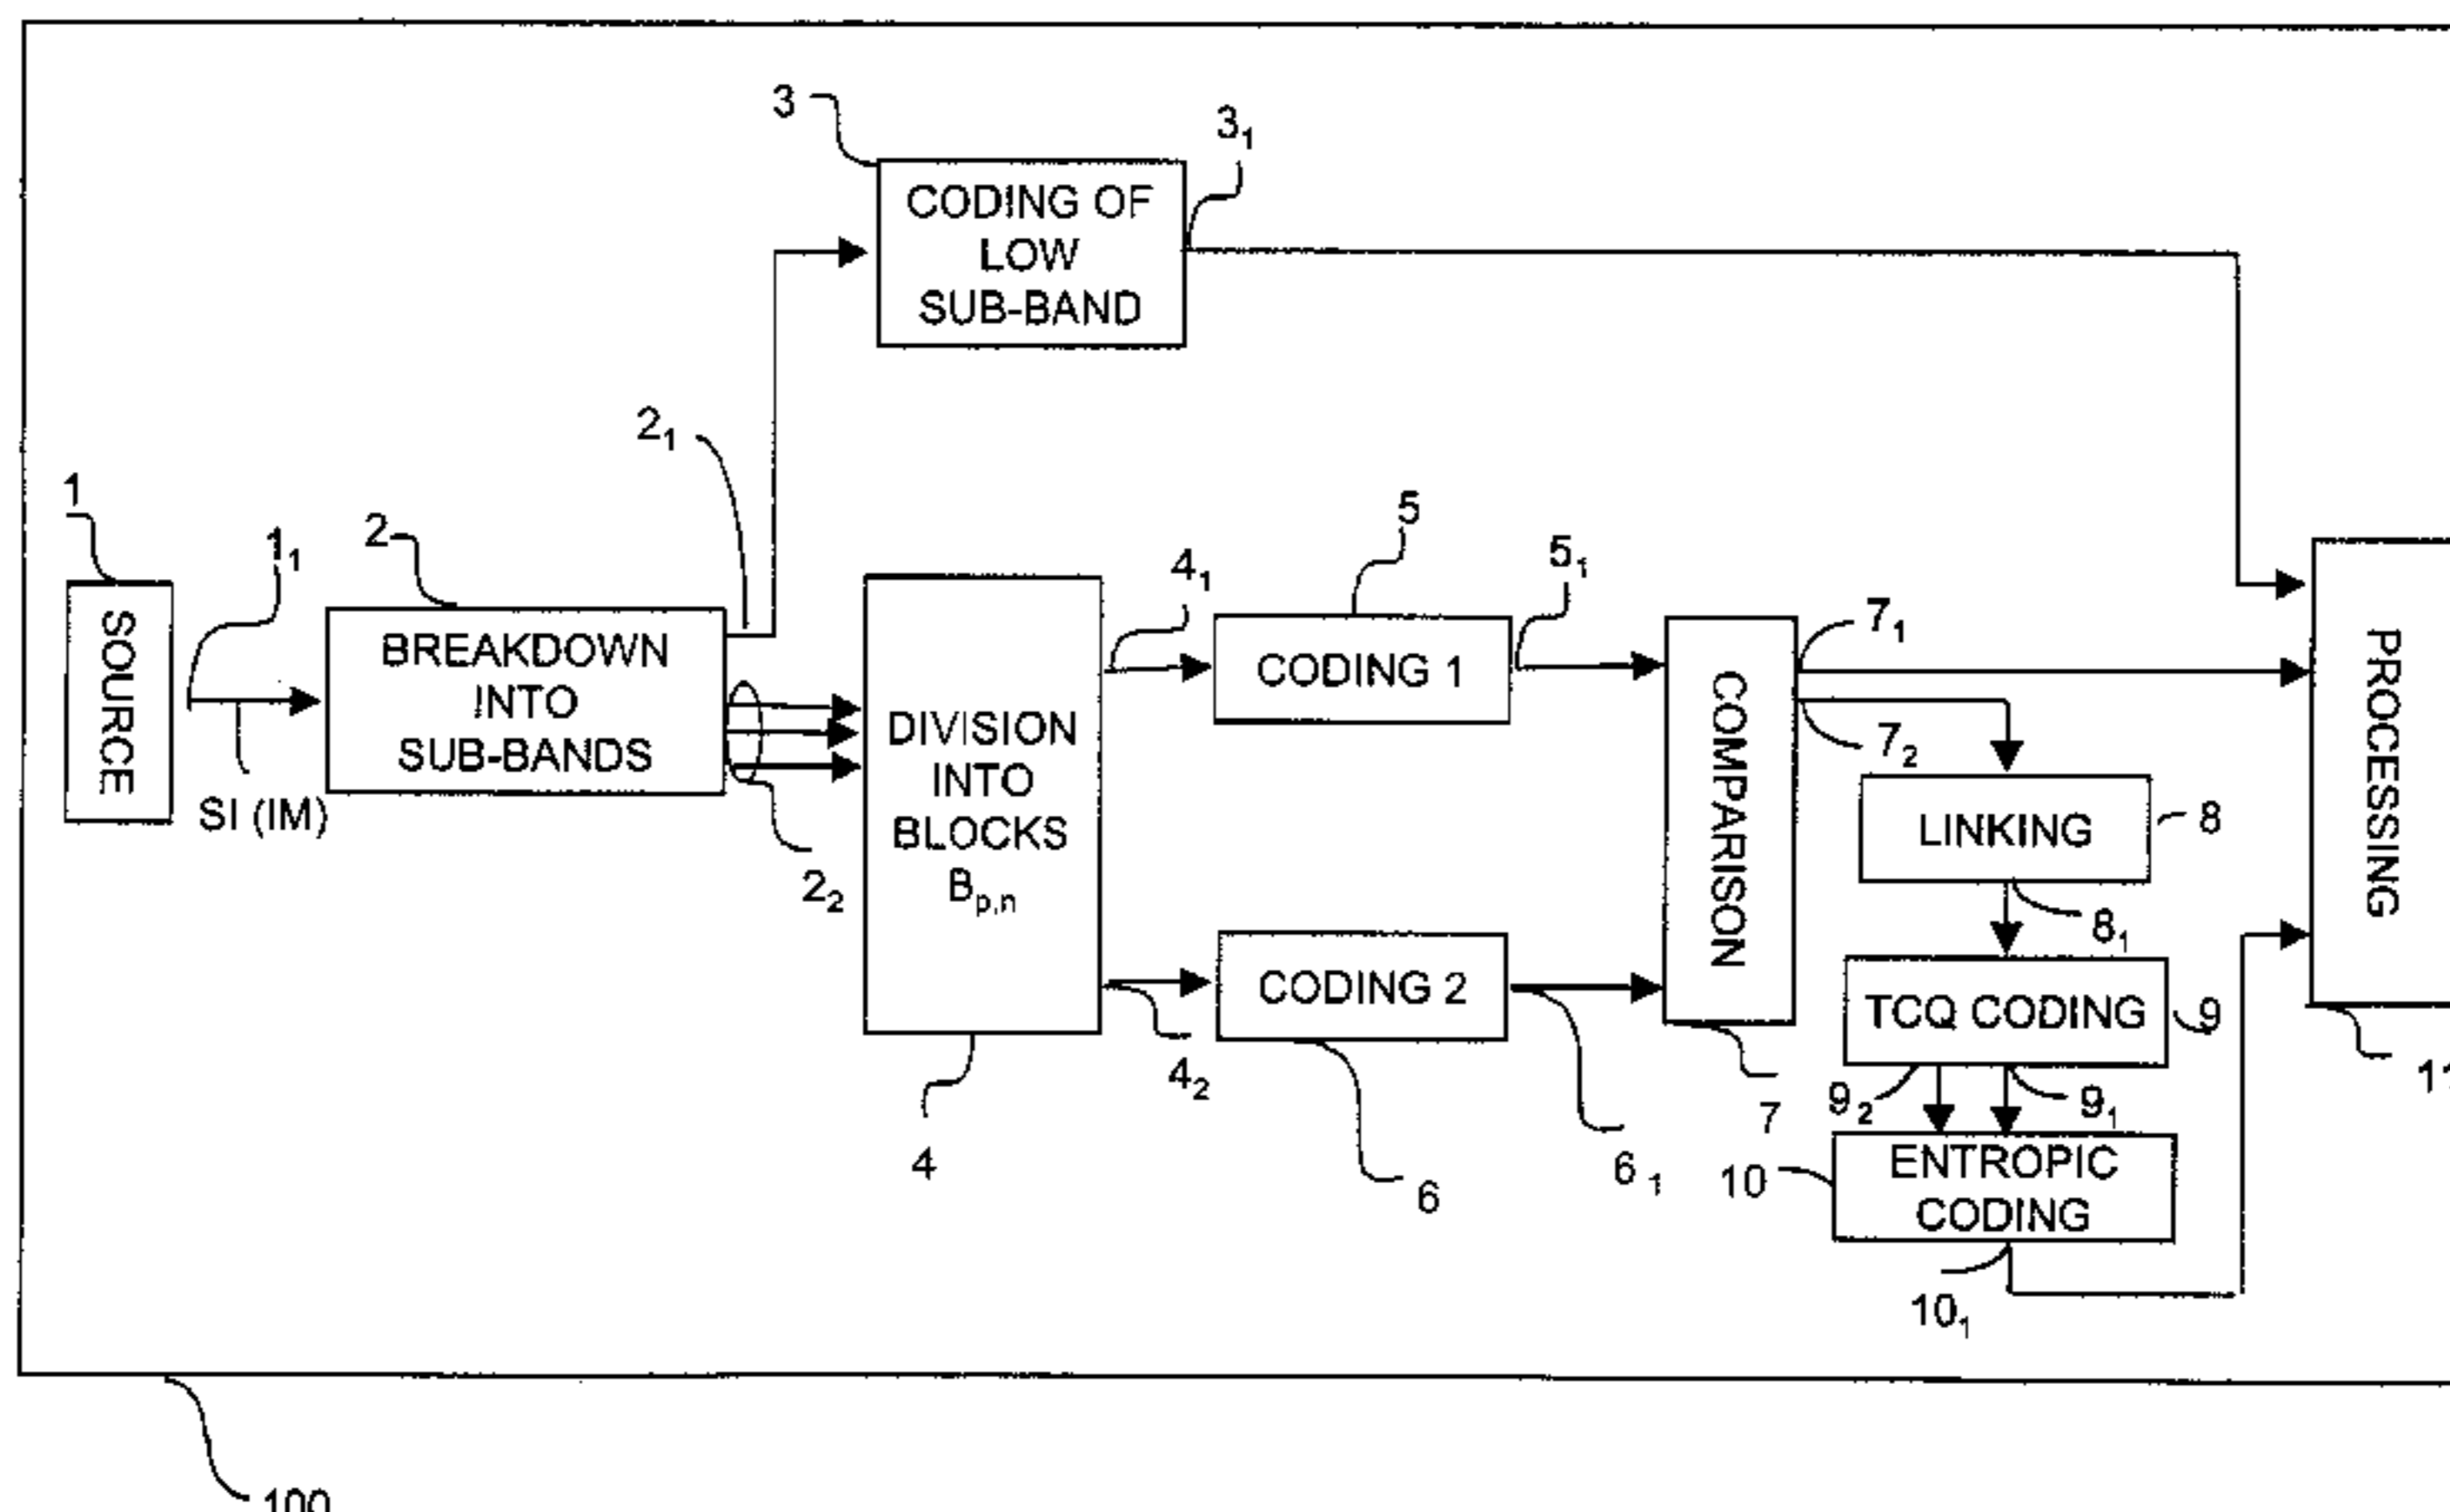 3
3₁
CODING OF
LOW
SUB-BAND
2₁
1
1₁
2
5
4₁
5₁
SOURCE
BREAKDOWN
INTO
SUB-BANDS
SI (IM)
2₂
DIVISION
INTO
BLOCKS
Bp,n
4
4₂
CODING 1
CODING 2
6
6₁
COMPARISON
7
7₁
7₂
LINKING
8
8₁
TCQ CODING
9
9₂
9₁
10
ENTROPIC
CODING
10₁
PROCESSING
11
100